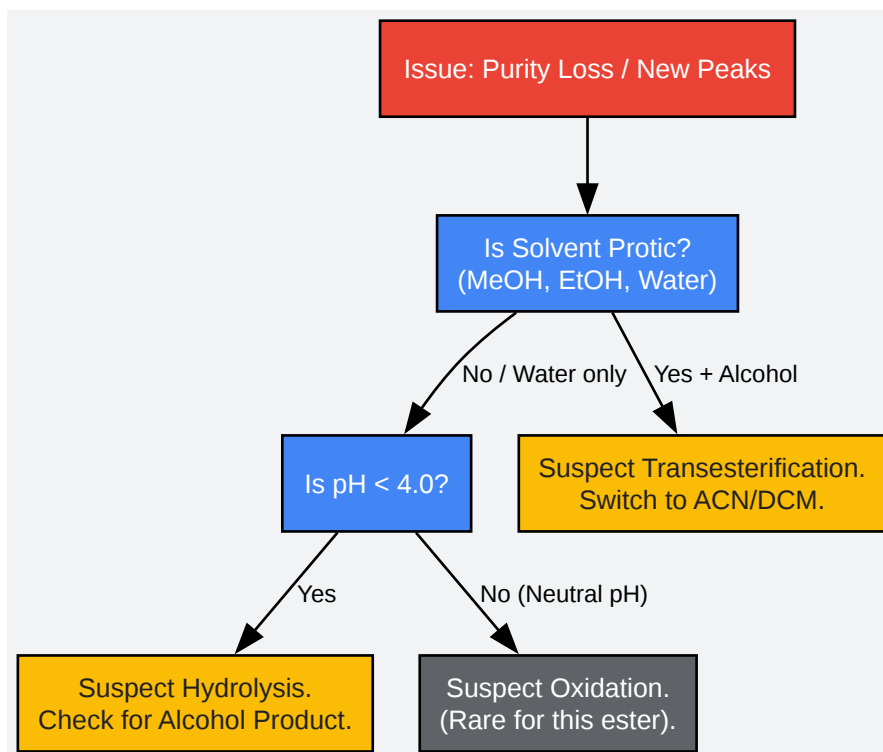 Issue: Purity Loss / New Peaks
Is Solvent Protic?
(MeOH, EtOH, Water)
No / Water only
Yes + Alcohol
Is pH < 4.0?
Suspect Transesterification.
Switch to ACN/DCM.
Yes
No (Neutral pH)
Suspect Hydrolysis.
Check for Alcohol Product.
Suspect Oxidation.
(Rare for this ester).